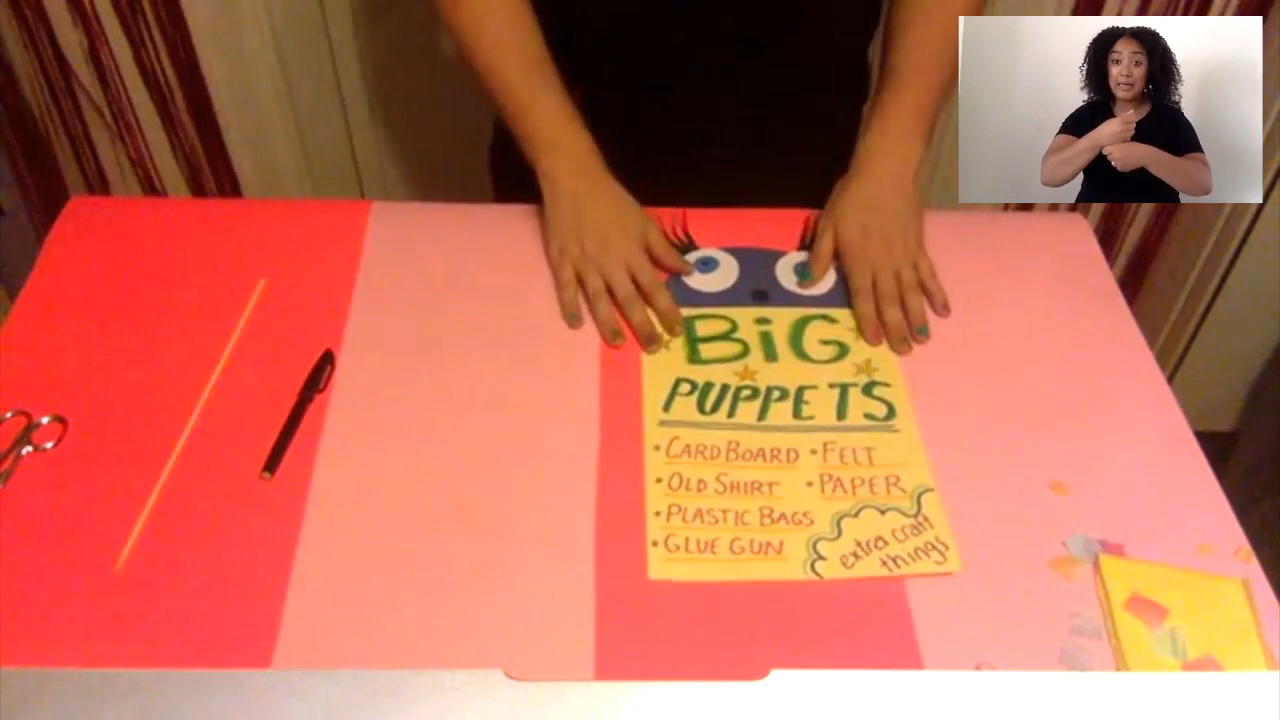 BiG
PUPPETS
• CARDBOARD • FELT
• OLD SHIRT • PAPER
• PLASTIC BAGS
• GLUE GUN
extra craft
things